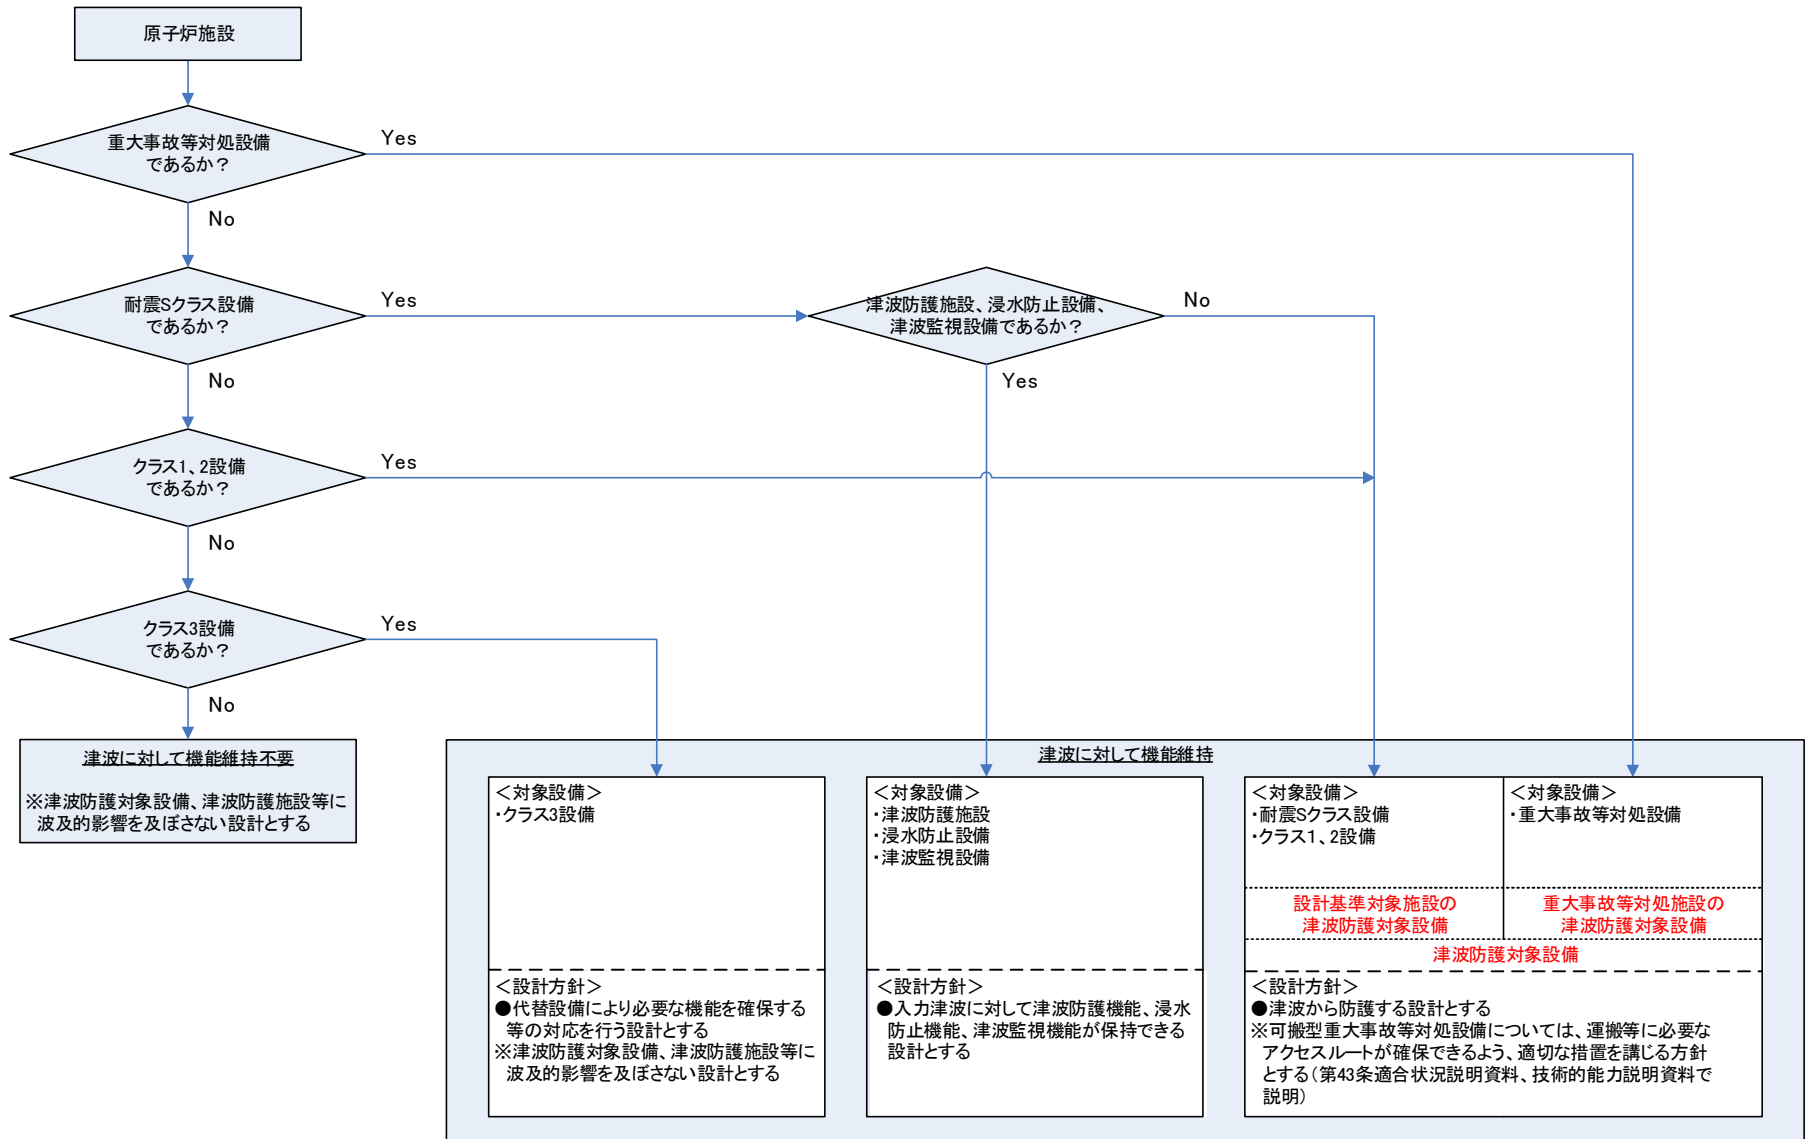 原子炉施設
重大事故等対処設備
であるか？
Yes
No
耐震Sクラス設備
であるか？
Yes
津波防護施設、浸水防止設備、
津波監視設備であるか？
No
No
Yes
クラス1、2設備
であるか？
Yes
No
クラス3設備
であるか？
Yes
No
津波に対して機能維持不要
※津波防護対象設備、津波防護施設等に
波及的影響を及ぼさない設計とする
津波に対して機能維持
＜対象設備＞
・クラス3設備
＜設計方針＞
●代替設備により必要な機能を確保する
等の対応を行う設計とする
※津波防護対象設備、津波防護施設等に
波及的影響を及ぼさない設計とする
＜対象設備＞
・津波防護施設
・浸水防止設備
・津波監視設備
＜設計方針＞
●入力津波に対して津波防護機能、浸水
防止機能、津波監視機能が保持できる
設計とする
＜対象設備＞
・耐震Sクラス設備
・クラス1、2設備
設計基準対象施設の
津波防護対象設備
＜対象設備＞
・重大事故等対処設備
重大事故等対処施設の
津波防護対象設備
津波防護対象設備
＜設計方針＞
●津波から防護する設計とする
※可搬型重大事故等対処設備については、運搬等に必要な
アクセスルートが確保できるよう、適切な措置を講じる方針
とする（第43条適合状況説明資料、技術的能力説明資料で
説明）